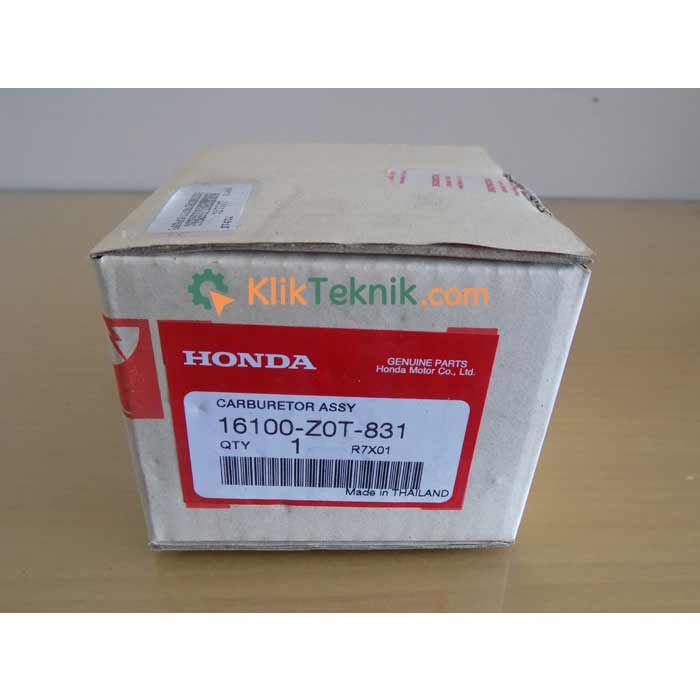 HONDA
KlikTeknik.com
HONDA
GENUINE PARTS
Honda Motor Co., Ltd.
CARBURETOR ASSY
16100-Z0T-831
QTY 1 R7X01
Made in THAILAND